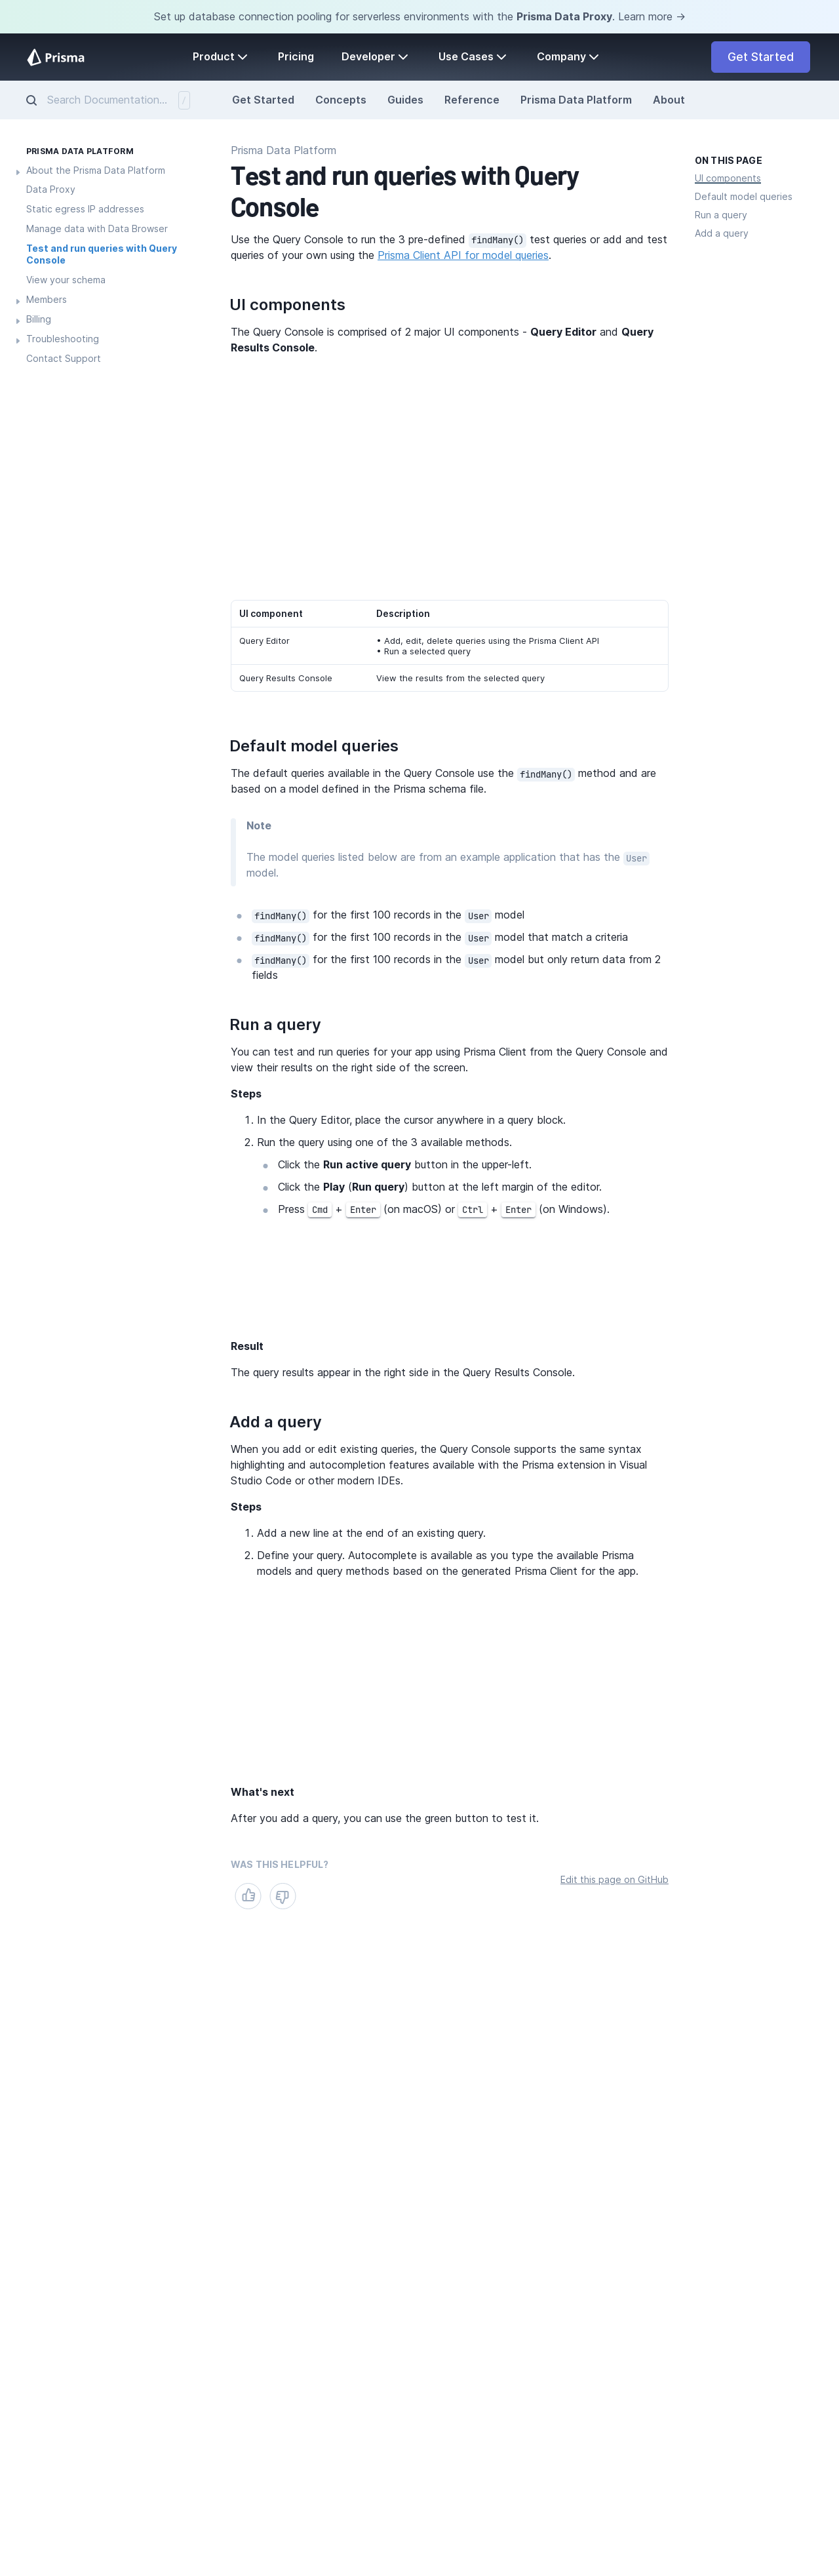 Set up database connection pooling for serverless environments with the Prisma Data Proxy. Learn more →
Prisma
Product
Pricing
Developer
Use Cases
Company
Get Started
Search Documentation...
/
Get Started
Concepts
Guides
Reference
Prisma Data Platform
About
PRISMA DATA PLATFORM
About the Prisma Data Platform
Data Proxy
Static egress IP addresses
Manage data with Data Browser
Test and run queries with Query
Console
View your schema
Members
Billing
Troubleshooting
Contact Support
Prisma Data Platform
Test and run queries with Query
Console
Use the Query Console to run the 3 pre-defined findMany() test queries or add and test
queries of your own using the Prisma Client API for model queries.
UI components
The Query Console is comprised of 2 major UI components - Query Editor and Query
Results Console.
UI component Description
Query Editor • Add, edit, delete queries using the Prisma Client API
• Run a selected query
Query Results Console View the results from the selected query
Default model queries
The default queries available in the Query Console use the findMany() method and are
based on a model defined in the Prisma schema file.
Note
The model queries listed below are from an example application that has the User
model.
findMany() for the first 100 records in the User model
findMany() for the first 100 records in the User model that match a criteria
findMany() for the first 100 records in the User model but only return data from 2
fields
Run a query
You can test and run queries for your app using Prisma Client from the Query Console and
view their results on the right side of the screen.
Steps
1. In the Query Editor, place the cursor anywhere in a query block.
2. Run the query using one of the 3 available methods.
Click the Run active query button in the upper-left.
Click the Play (Run query) button at the left margin of the editor.
Press Cmd + Enter (on macOS) or Ctrl + Enter (on Windows).
Result
The query results appear in the right side in the Query Results Console.
Add a query
When you add or edit existing queries, the Query Console supports the same syntax
highlighting and autocompletion features available with the Prisma extension in Visual
Studio Code or other modern IDEs.
Steps
1. Add a new line at the end of an existing query.
2. Define your query. Autocomplete is available as you type the available Prisma
models and query methods based on the generated Prisma Client for the app.
What's next
After you add a query, you can use the green button to test it.
WAS THIS HELPFUL?
Edit this page on GitHub
ON THIS PAGE
UI components
Default model queries
Run a query
Add a query